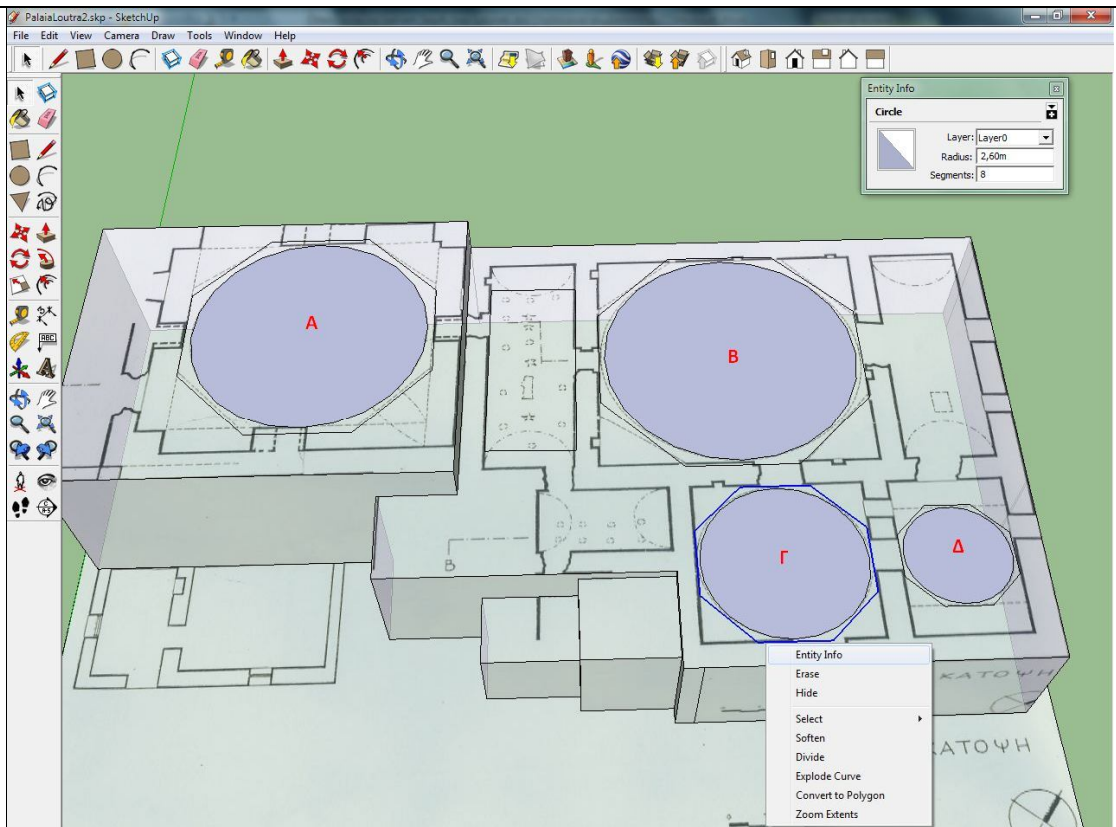 PalaiaLoutra2.skp - SketchUp
File Edit View Camera Draw Tools Window Help
Entity Info
Circle
Layer: Layer0
Radius: 2,60m
Segments: 8
ABC
A
B
Γ
Δ
B
Entity Info
Erase
Hide
Select
Soften
Divide
Explode Curve
Convert to Polygon
Zoom Extents
ΚΑΤΟΨΗ
ΚΑΤΟΨΗ